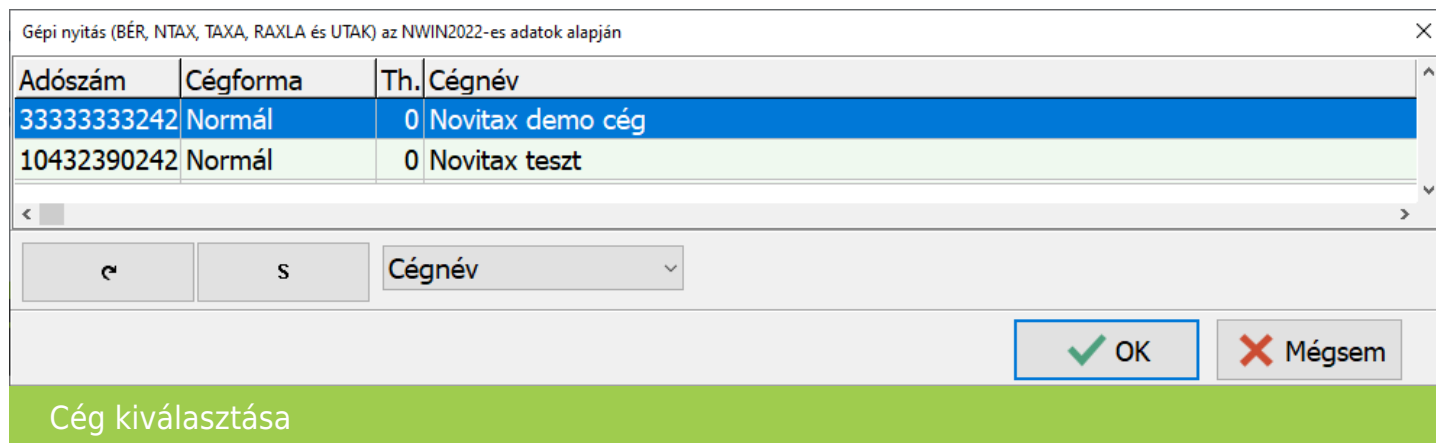 Gépi nyitás (BÉR, NTAX, TAXA, RAXLA és UTAK) az NWIN2022-es adatok alapján
Adószám Cégforma Th. Cégnév
33333333242 Normál 0 Novitax demo cég
10432390242 Normál 0 Novitax teszt
S Cégnév
OK Mégsem
Cég kiválasztása